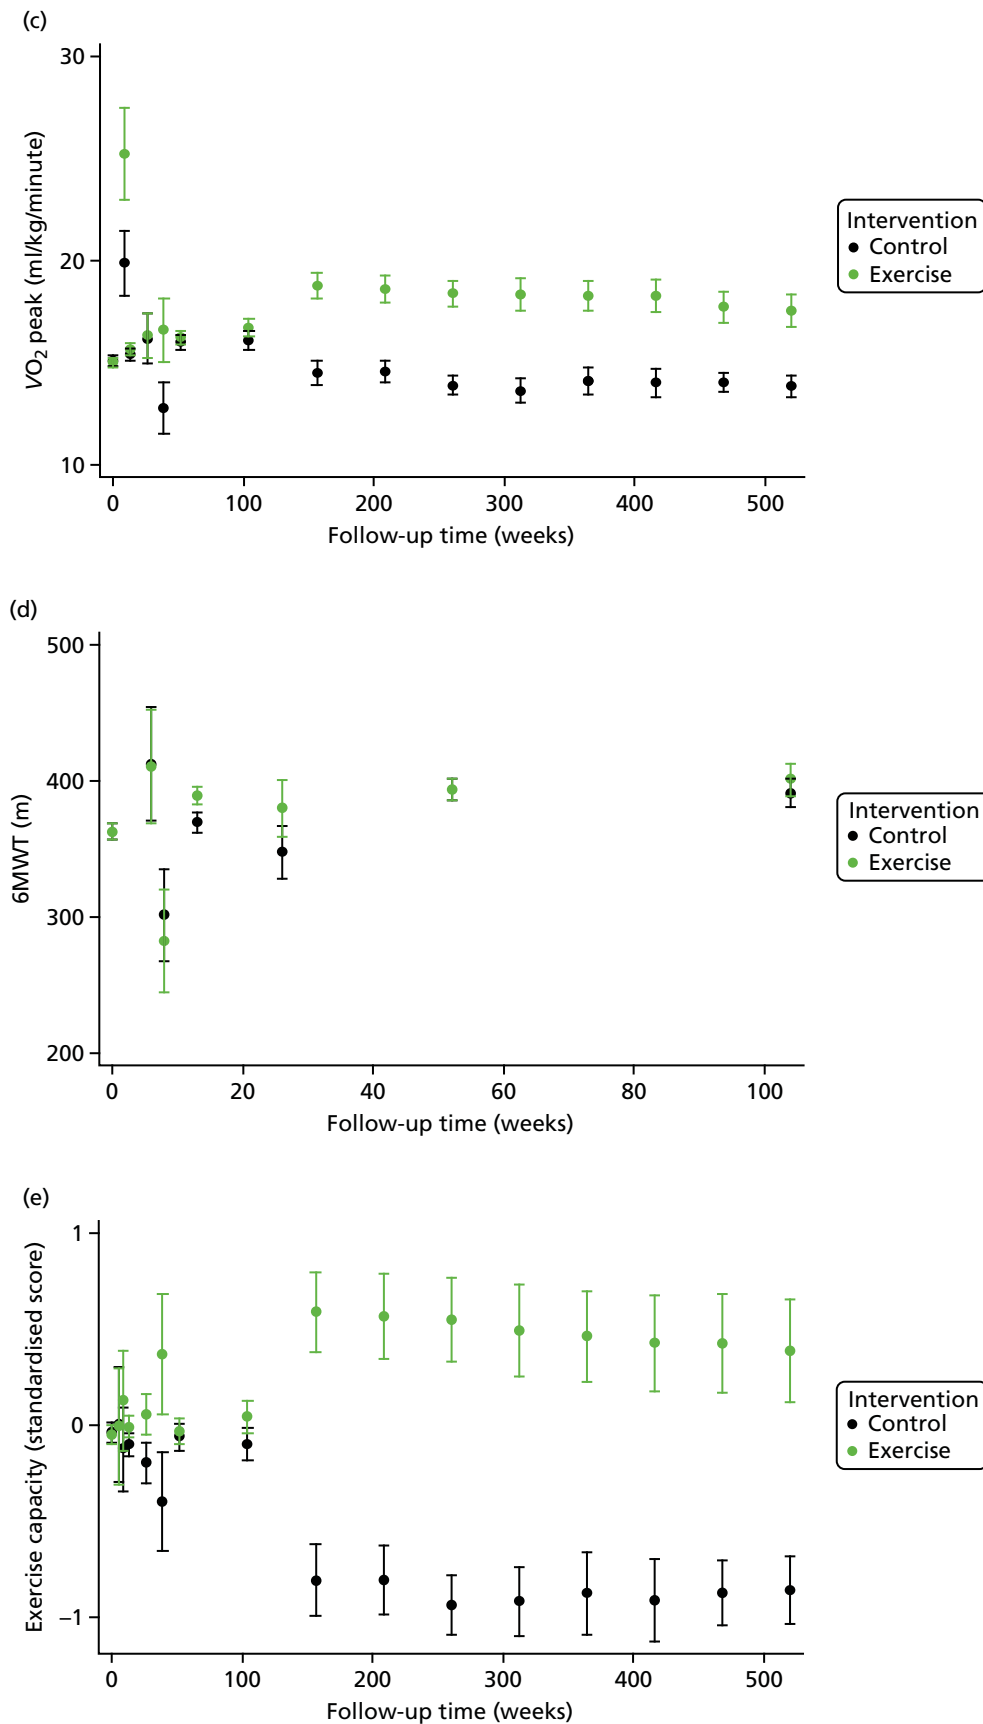 (c)
30
20
10
VO2 peak (ml/kg/minute)
0 100 200 300 400 500
Follow-up time (weeks)
Intervention
Control
Exercise
(d)
500
400
300
200
6MWT (m)
0 20 40 60 80 100
Follow-up time (weeks)
Intervention
Control
Exercise
(e)
1
0
−1
Exercise capacity (standardised score)
0 100 200 300 400 500
Follow-up time (weeks)
Intervention
Control
Exercise